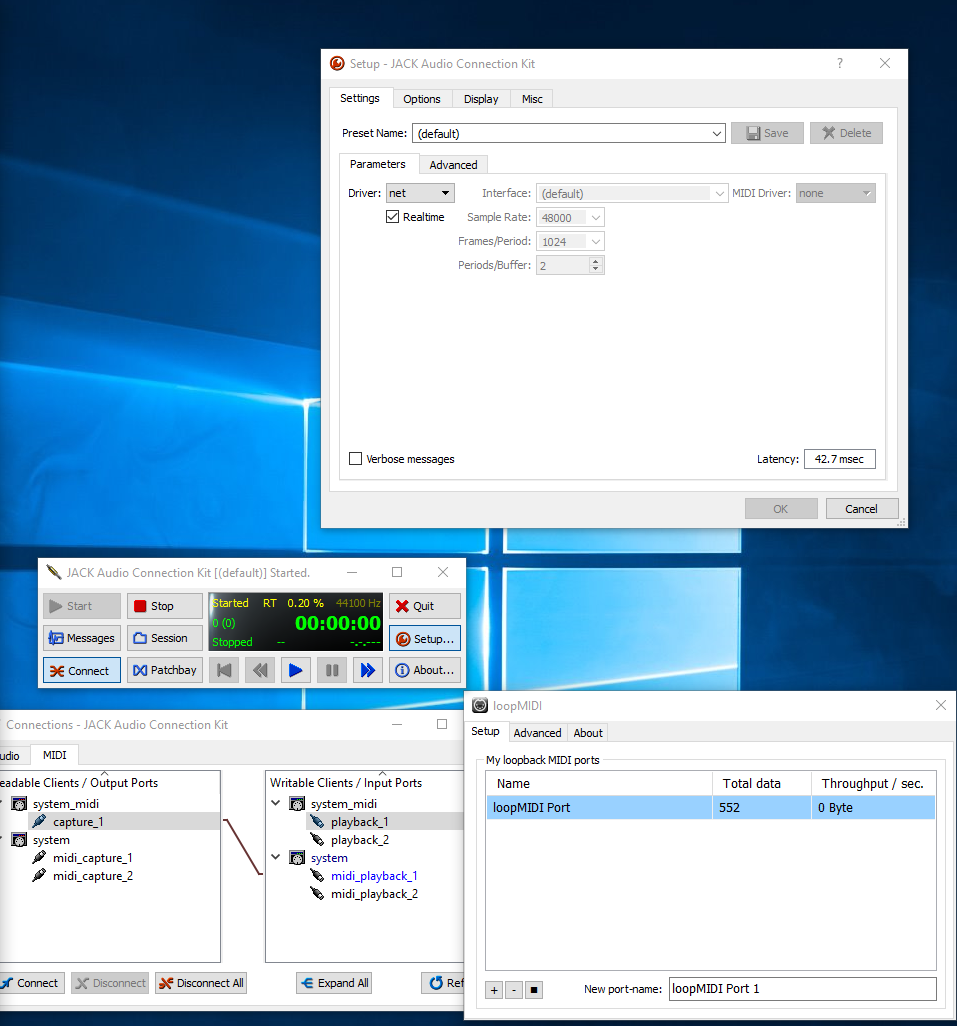 Setup - JACK Audio Connection Kit ?
Settings Options Display Misc
Preset Name: (default) Save Delete
Parameters Advanced
Driver: net Interface: (default) MIDI Driver: none
Realtime Sample Rate: 48000
Frames/Period: 1024
Periods/Buffer: 2
Verbose messages Latency: 42.7 msec
OK Cancel
JACK Audio Connection Kit [(default)] Started.
Start Stop Started RT 0.20 % 44100 Hz Quit
0 (0) 00:00:00
Messages Session Stopped -- -.-.--- Setup...
Connect Patchbay About...
Connections - JACK Audio Connection Kit
udio MIDI
eadable Clients / Output Ports Writable Clients / Input Ports
system_midi system_midi
capture_1 playback_1
system playback_2
midi_capture_1 system
midi_capture_2 midi_playback_1
midi_playback_2
Connect Disconnect Disconnect All Expand All Ref
loopMIDI
Setup Advanced About
My loopback MIDI ports
Name Total data Throughput / sec.
loopMIDI Port 552 0 Byte
+ - New port-name: loopMIDI Port 1